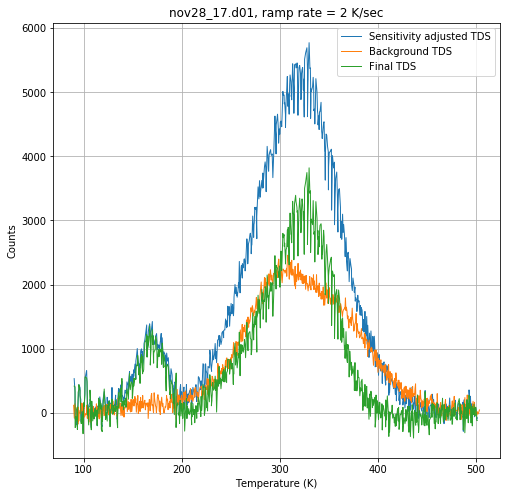 nov28_17.d01, ramp rate = 2 K/sec
Sensitivity adjusted TDS
Background TDS
Final TDS
Counts
6000
5000
4000
3000
2000
1000
0
100 200 300 400 500
Temperature (K)